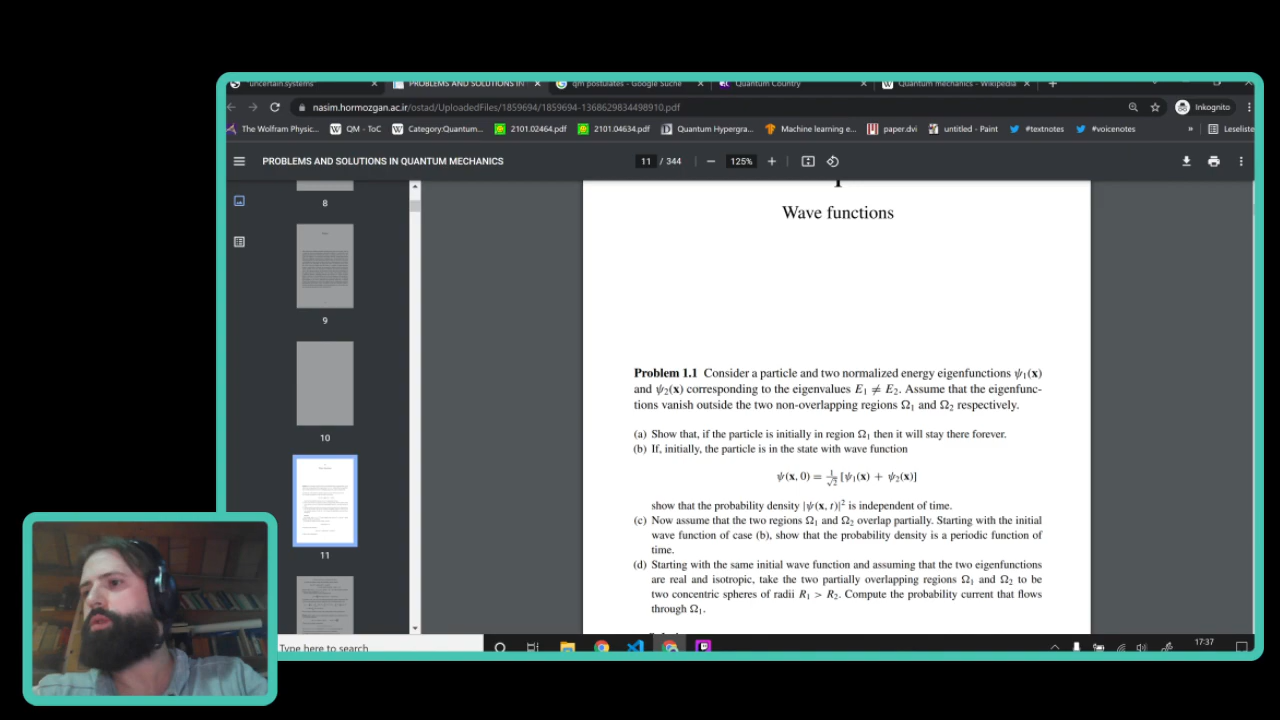 uncertain.systems
PROBLEMS AND SOLUTIONS IN
qm postulates - Google Suche
Quantum Country
Quantum mechanics - Wikipedia
nasim.hormozgan.ac.ir/ostad/UploadedFiles/1859694/1859694-1368629834498910.pdf
Inkognito
The Wolfram Physic...
QM - ToC
Category:Quantum...
2101.02464.pdf
2101.04634.pdf
Quantum Hypergra...
Machine learning e...
paper.dvi
untitled - Paint
#textnotes
#voicenotes
»
Leseliste
PROBLEMS AND SOLUTIONS IN QUANTUM MECHANICS
11 / 344
125%
8
9
10
11
Wave functions
Problem 1.1 Consider a particle and two normalized energy eigenfunctions ψ₁(x)
and ψ₂(x) corresponding to the eigenvalues E₁ ≠ E₂. Assume that the eigenfunc-
tions vanish outside the two non-overlapping regions Ω₁ and Ω₂ respectively.
(a) Show that, if the particle is initially in region Ω₁ then it will stay there forever.
(b) If, initially, the particle is in the state with wave function
ψ(x, 0) = 1/√2 [ψ₁(x) + ψ₂(x)]
show that the probability density |ψ(x, t)|² is independent of time.
(c) Now assume that the two regions Ω₁ and Ω₂ overlap partially. Starting with the initial
wave function of case (b), show that the probability density is a periodic function of
time.
(d) Starting with the same initial wave function and assuming that the two eigenfunctions
are real and isotropic, take the two partially overlapping regions Ω₁ and Ω₂ to be
two concentric spheres of radii R₁ > R₂. Compute the probability current that flows
through Ω₁.
Type here to search
17:37